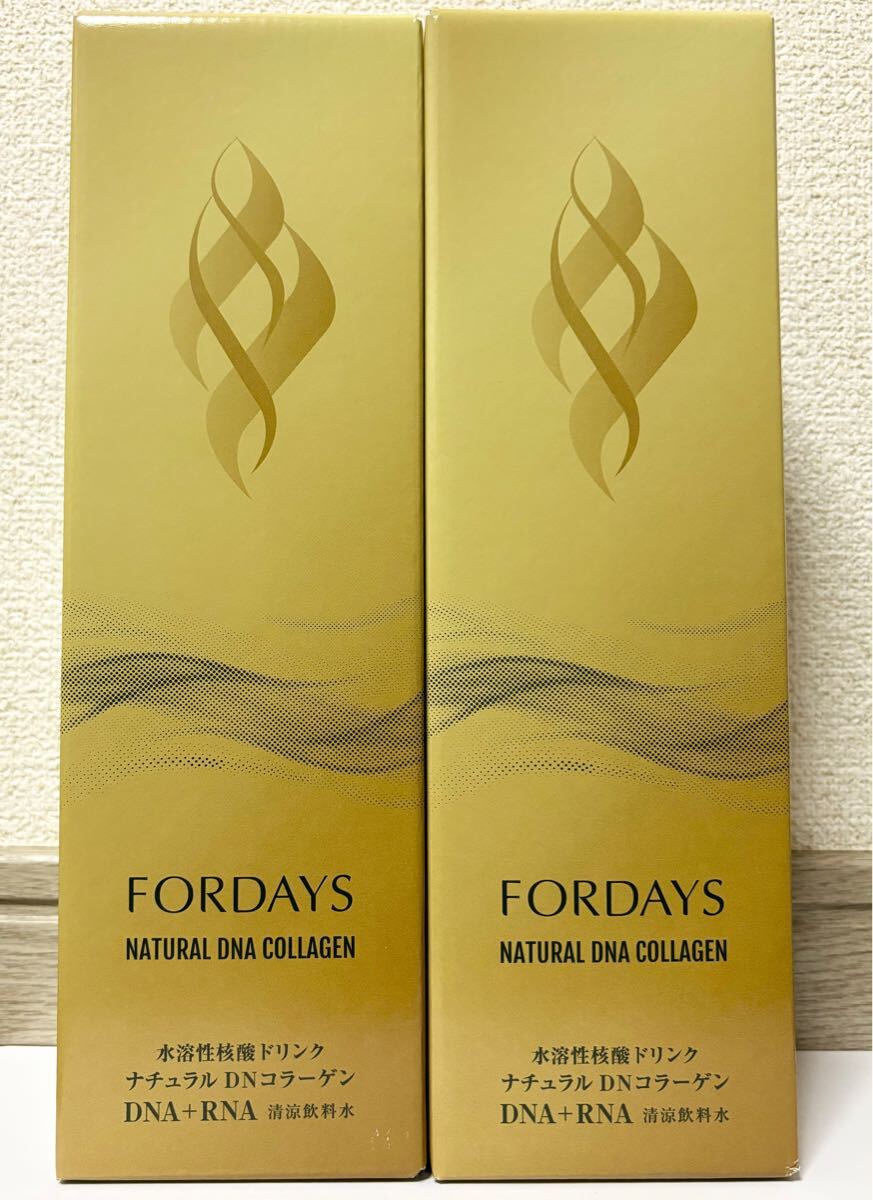 FORDAYS
NATURAL DNA COLLAGEN
水溶性核酸ドリンク
ナチュラル DNコラーゲン
DNA+RNA 清涼飲料水
FORDAYS
NATURAL DNA COLLAGEN
水溶性核酸ドリンク
ナチュラル DNコラーゲン
DNA+RNA 清涼飲料水